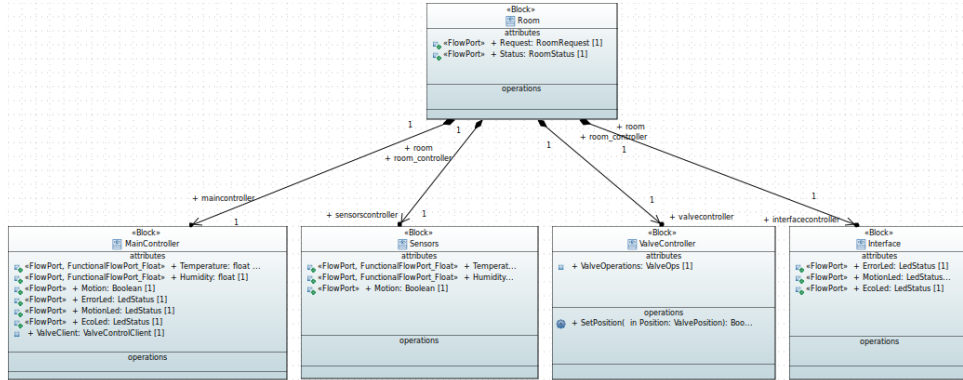 «Block»
Room
attributes
«FlowPort» + Request: RoomRequest [1]
«FlowPort» + Status: RoomStatus [1]
operations
1
1
+ room
+ room_controller
+ maincontroller
1
+ sensorscontroller
1
1
+ room
+ room_controller
1
1
+ valvecontroller
1
+ interfacecontroller
«Block»
MainController
attributes
«FlowPort, FunctionalFlowPort_Float» + Temperature: float ...
«FlowPort, FunctionalFlowPort_Float» + Humidity: float [1]
«FlowPort» + Motion: Boolean [1]
«FlowPort» + ErrorLed: LedStatus [1]
«FlowPort» + MotionLed: LedStatus [1]
«FlowPort» + EcoLed: LedStatus [1]
+ ValveClient: ValveControlClient [1]
operations
«Block»
Sensors
attributes
«FlowPort, FunctionalFlowPort_Float» + Temperat...
«FlowPort, FunctionalFlowPort_Float» + Humidity...
«FlowPort» + Motion: Boolean [1]
operations
«Block»
ValveController
attributes
+ ValveOperations: ValveOps [1]
operations
+ SetPosition( in Position: ValvePosition): Boo...
«Block»
Interface
attributes
«FlowPort» + ErrorLed: LedStatus [1]
«FlowPort» + MotionLed: LedStatus...
«FlowPort» + EcoLed: LedStatus [1]
operations